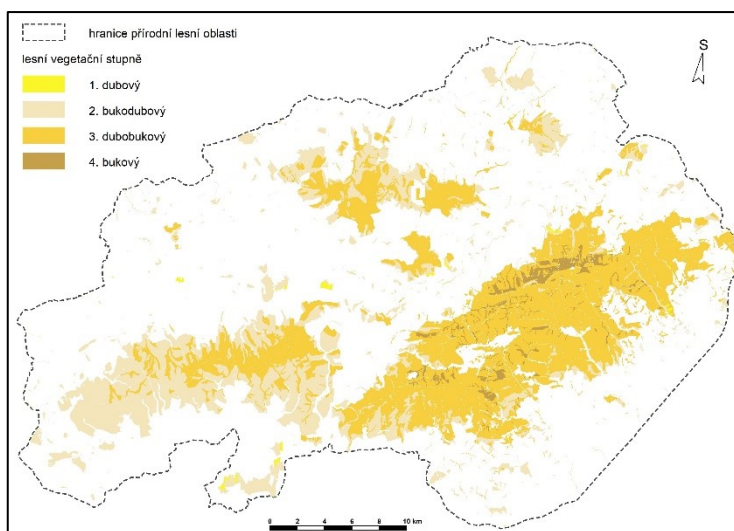 hranice přírodní lesní oblasti
lesní vegetační stupně
1. dubový
2. bukodubový
3. dubobukový
4. bukový
S
0 2 4 6 8 10 km